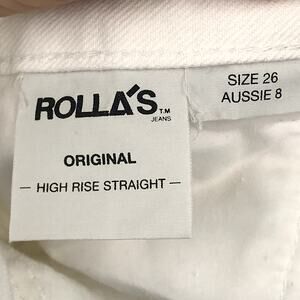 ROLLA'S TM
JEANS
ORIGINAL
— HIGH RISE STRAIGHT —
SIZE 26
AUSSIE 8